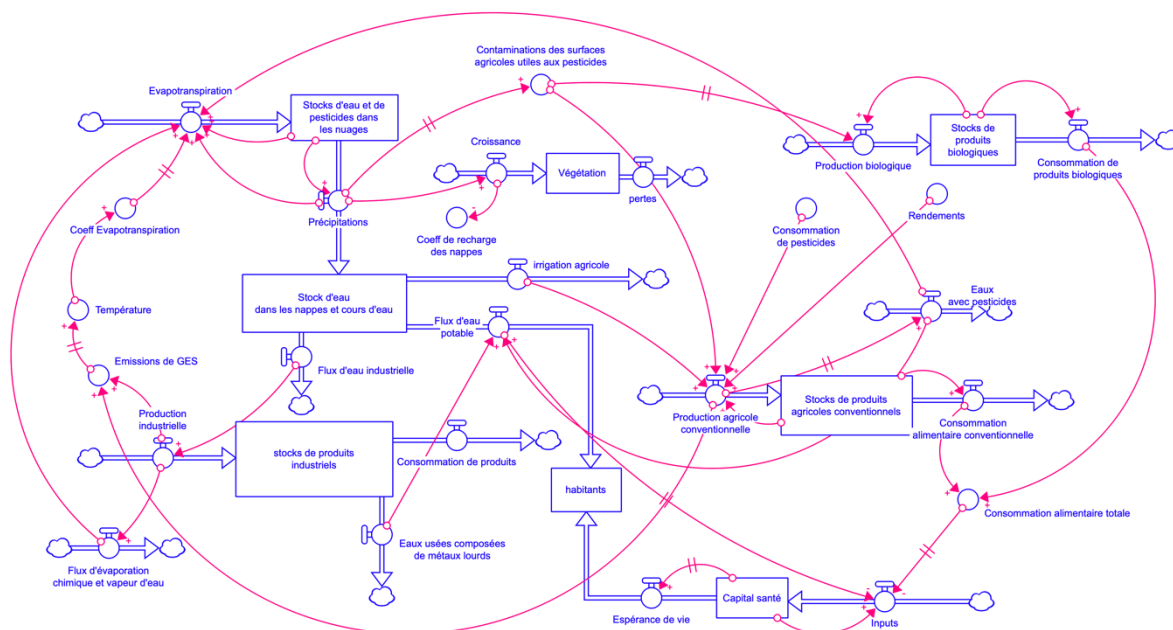 Contaminations des surfaces
agricoles utiles aux pesticides
Evapotranspiration
Stocks d'eau et de
pesticides dans
les nuages
Croissance
Végétation
pertes
Production biologique
Stocks de
produits
biologiques
Consommation de
produits biologiques
Coeff Evapotranspiration
Précipitations
Coeff de recharge
des nappes
Consommation
de pesticides
Rendements
irrigation agricole
Stock d'eau
dans les nappes et cours d'eau
Flux d'eau
potable
Eaux
avec pesticides
Température
Emissions de GES
Flux d'eau industrielle
Production
industrielle
stocks de produits
industriels
Consommation de produits
Production agricole
conventionnelle
Stocks de produits
agricoles conventionnels
Consommation
alimentaire conventionnelle
habitants
Consommation alimentaire totale
Eaux usées composées
de métaux lourds
Flux d'évaporation
chimique et vapeur d'eau
Espérance de vie
Capital santé
Inputs